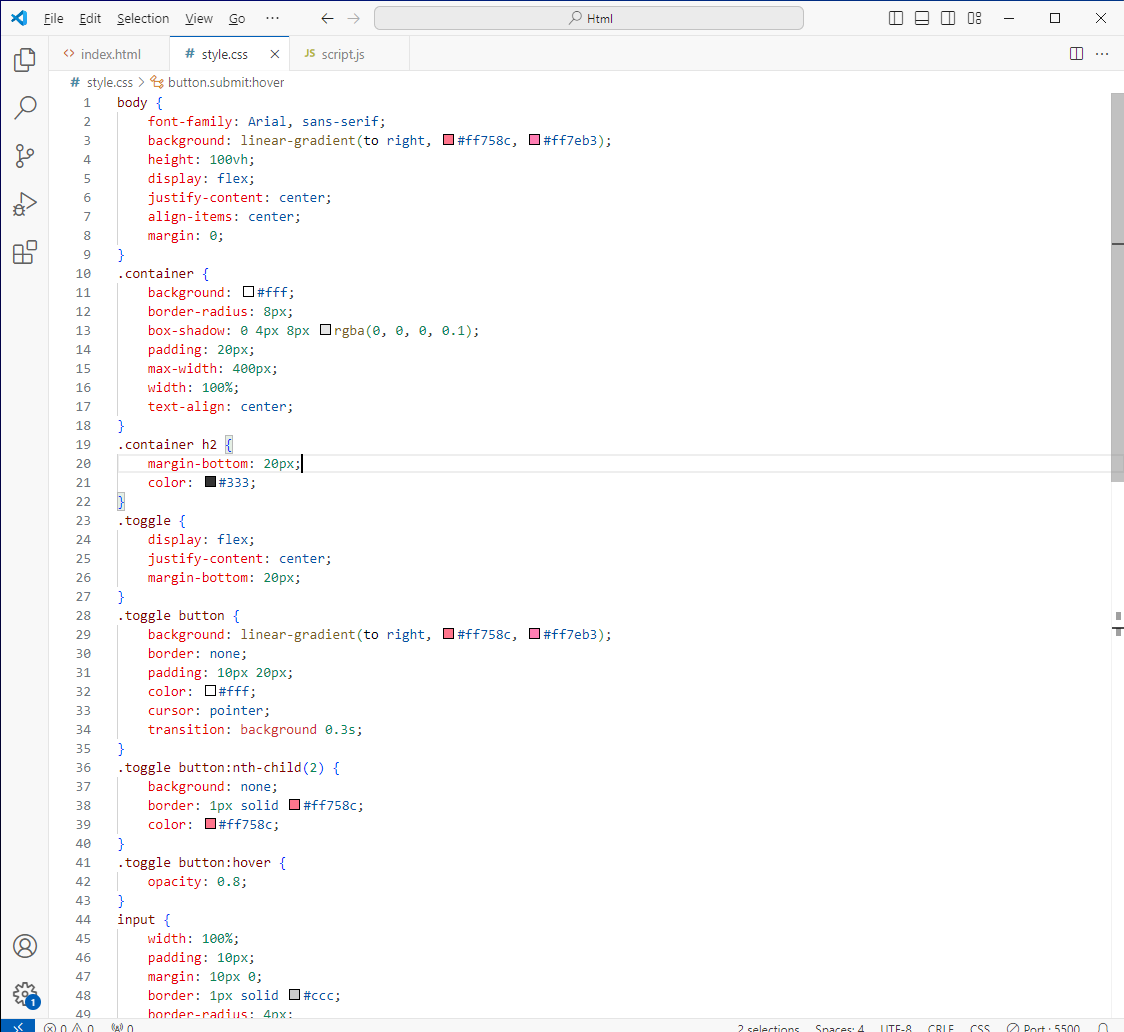 File Edit Selection View Go ··· Html
index.html # style.css JS script.js
# style.css > button.submit:hover
1 body {
2 font-family: Arial, sans-serif;
3 background: linear-gradient(to right, #ff758c, #ff7eb3);
4 height: 100vh;
5 display: flex;
6 justify-content: center;
7 align-items: center;
8 margin: 0;
9 }
10 .container {
11 background: #fff;
12 border-radius: 8px;
13 box-shadow: 0 4px 8px rgba(0, 0, 0, 0.1);
14 padding: 20px;
15 max-width: 400px;
16 width: 100%;
17 text-align: center;
18 }
19 .container h2 {
20 margin-bottom: 20px;
21 color: #333;
22 }
23 .toggle {
24 display: flex;
25 justify-content: center;
26 margin-bottom: 20px;
27 }
28 .toggle button {
29 background: linear-gradient(to right, #ff758c, #ff7eb3);
30 border: none;
31 padding: 10px 20px;
32 color: #fff;
33 cursor: pointer;
34 transition: background 0.3s;
35 }
36 .toggle button:nth-child(2) {
37 background: none;
38 border: 1px solid #ff758c;
39 color: #ff758c;
40 }
41 .toggle button:hover {
42 opacity: 0.8;
43 }
44 input {
45 width: 100%;
46 padding: 10px;
47 margin: 10px 0;
48 border: 1px solid #ccc;
49 border-radius: 4px;
1
0 0 0 2 selections Spaces: 4 UTF-8 CRLF CSS Port : 5500